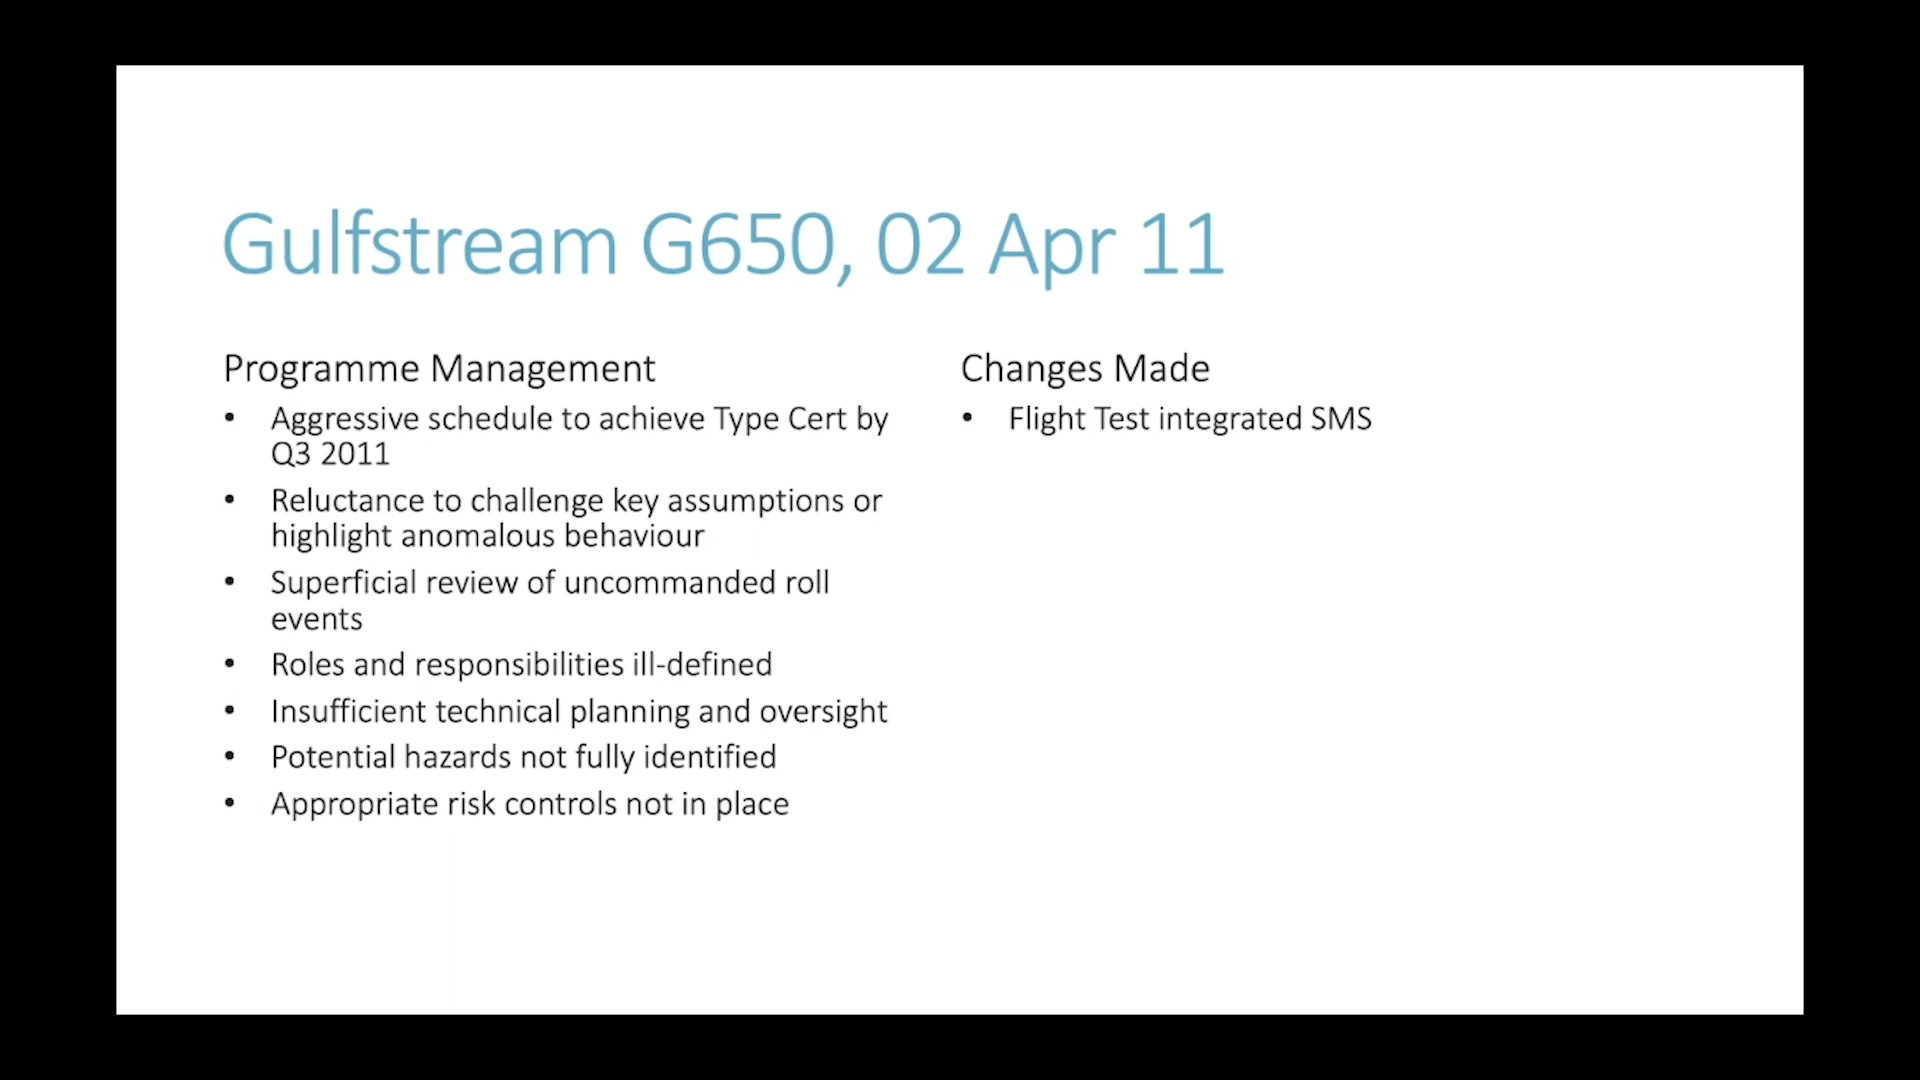 Gulfstream G650, 02 Apr 11
Programme Management
• Aggressive schedule to achieve Type Cert by
Q3 2011
• Reluctance to challenge key assumptions or
highlight anomalous behaviour
• Superficial review of uncommanded roll
events
• Roles and responsibilities ill-defined
• Insufficient technical planning and oversight
• Potential hazards not fully identified
• Appropriate risk controls not in place
Changes Made
• Flight Test integrated SMS